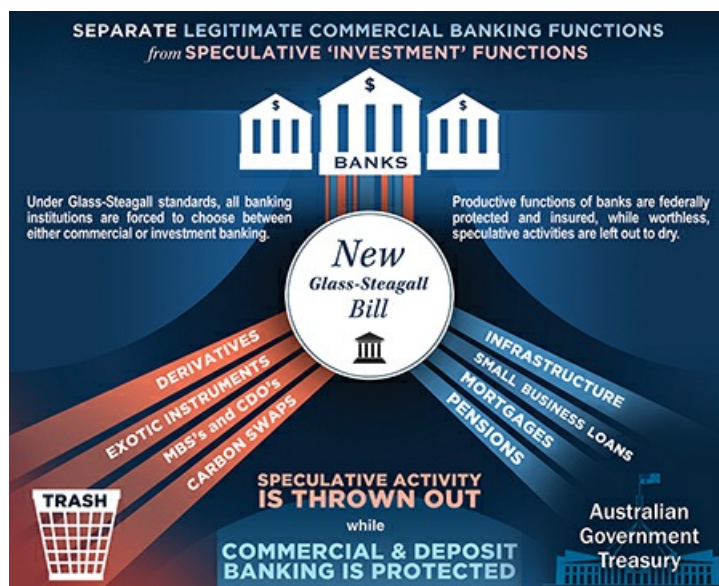 SEPARATE LEGITIMATE COMMERCIAL BANKING FUNCTIONS
from SPECULATIVE ‘INVESTMENT’ FUNCTIONS
$
$
$
BANKS
Under Glass-Steagall standards, all banking
institutions are forced to choose between
either commercial or investment banking.
Productive functions of banks are federally
protected and insured, while worthless,
speculative activities are left out to dry.
New
Glass-Steagall
Bill
DERIVATIVES
EXOTIC INSTRUMENTS
MBS's and CDO's
CARBON SWAPS
INFRASTRUCTURE
SMALL BUSINESS LOANS
MORTGAGES
PENSIONS
TRASH
SPECULATIVE ACTIVITY
IS THROWN OUT
while
COMMERCIAL & DEPOSIT
BANKING IS PROTECTED
Australian
Government
Treasury